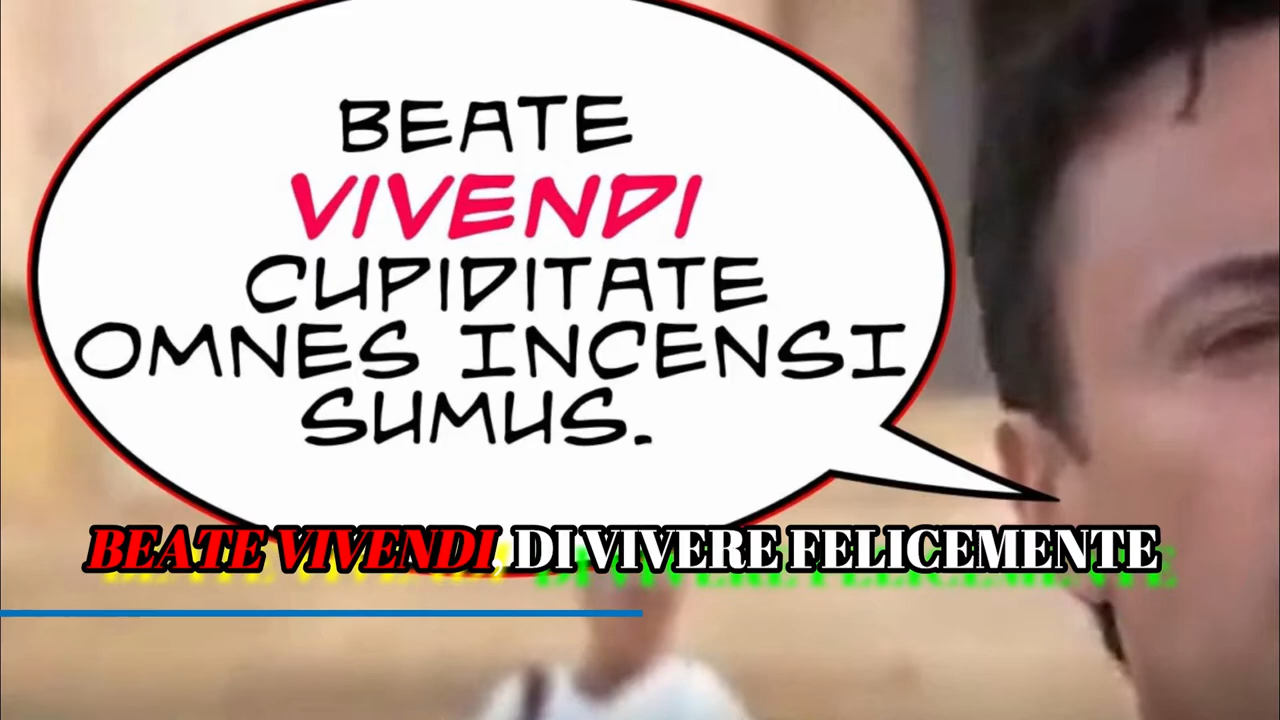 BEATE
VIVENDI
CUPIDITATE
OMNES INCENSI
SUMUS.
BEATE VIVENDI, DI VIVERE FELICEMENTE